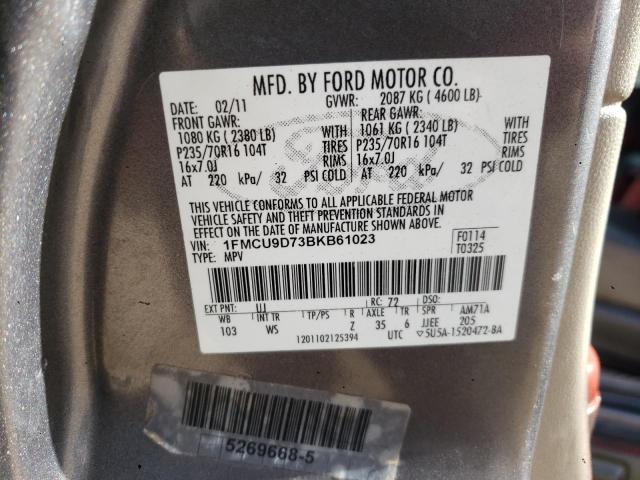 MFD. BY FORD MOTOR CO.
DATE: 02/11 GVWR: 2087 KG (4600 LB)
FRONT GAWR: REAR GAWR:
1080 KG (2380 LB) WITH 1061 KG (2340 LB) WITH
P235/70R16 104T TIRES P235/70R16 104T TIRES
16x7.0J RIMS 16x7.0J RIMS
AT 220 kPa/ 32 PSI COLD AT 220 kPa/ 32 PSI COLD
Ford
THIS VEHICLE CONFORMS TO ALL APPLICABLE FEDERAL MOTOR
VEHICLE SAFETY AND THEFT PREVENTION STANDARDS IN
EFFECT ON THE DATE OF MANUFACTURE SHOWN ABOVE.
VIN: 1FMCU9D73BKB61023 F0114
TYPE: MPV T0325
EXT PNT: UJ RC: 72 DSO:
WB INT TR TP/PS R AXLE TR SPR AM71A
103 WS Z 35 6 JJEE 205
1201102125394 UTC ▽5U5A-1520472-BA
5269668-5